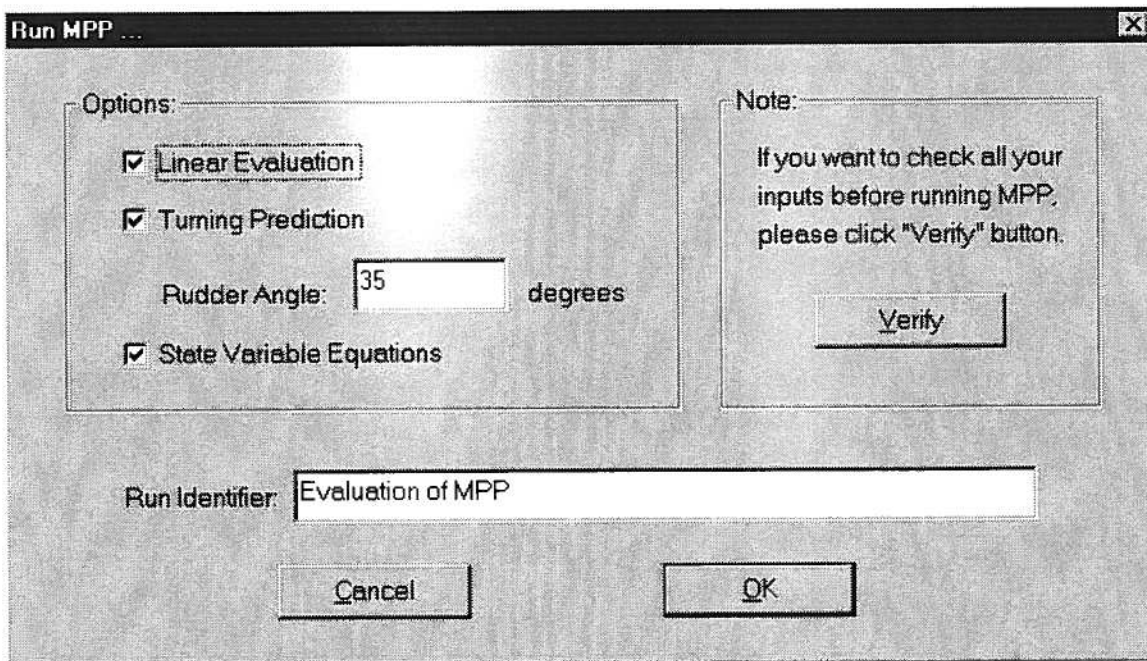 Run MPP ...
Options:
Linear Evaluation
Turning Prediction
Rudder Angle: 35 degrees
State Variable Equations
Note:
If you want to check all your
inputs before running MPP,
please click "Verify" button.
Verify
Run Identifier: Evaluation of MPP
Cancel
OK